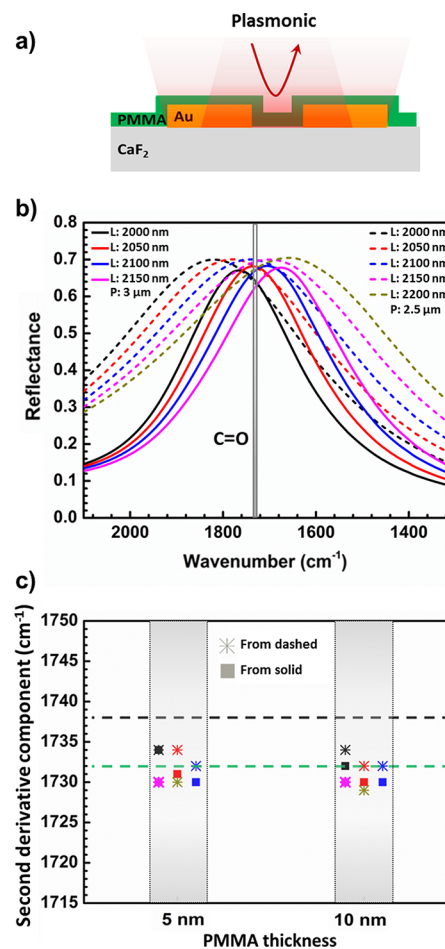 a)
Plasmonic
PMMA
Au
CaF2
b)
L: 2000 nm
L: 2050 nm
L: 2100 nm
L: 2150 nm
P: 3 μm
L: 2000 nm
L: 2050 nm
L: 2100 nm
L: 2150 nm
L: 2200 nm
P: 2.5 μm
C=O
Reflectance
0.8
0.7
0.6
0.5
0.4
0.3
0.2
0.1
0.0
2000
1800
1600
1400
Wavenumber (cm-1)
c)
Second derivative component (cm-1)
1750
1745
1740
1735
1730
1725
1720
1715
From dashed
From solid
5 nm
10 nm
PMMA thickness